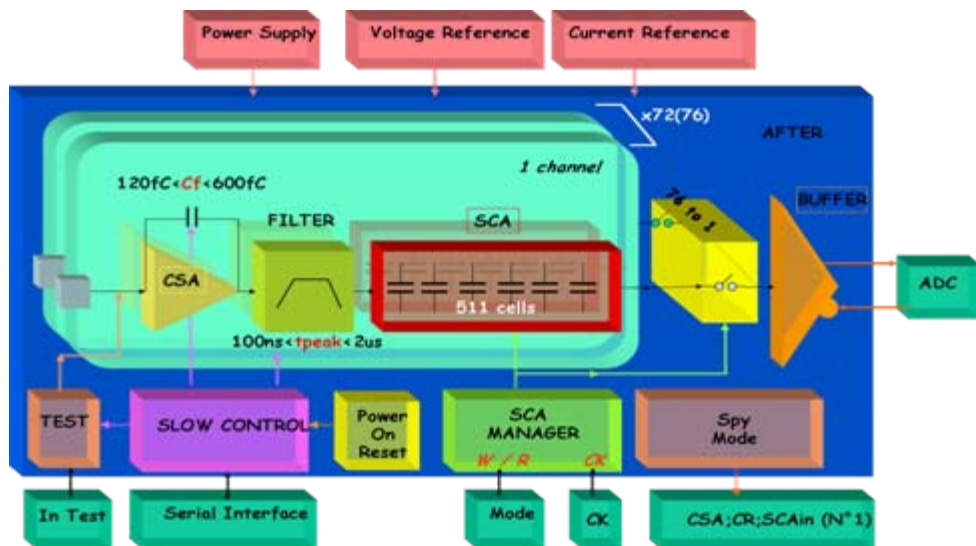 Power Supply
Voltage Reference
Current Reference
x72(76)
AFTER
1 channel
120fC<Cf<600fC
FILTER
SCA
76 to 1
BUFFER
CSA
ADC
511 cells
100ns<tpeak<2us
TEST
SLOW CONTROL
Power
On
Reset
SCA
MANAGER
W / R
CK
Spy
Mode
In Test
Serial Interface
Mode
CK
CSA;CR;SCAin (N°1)